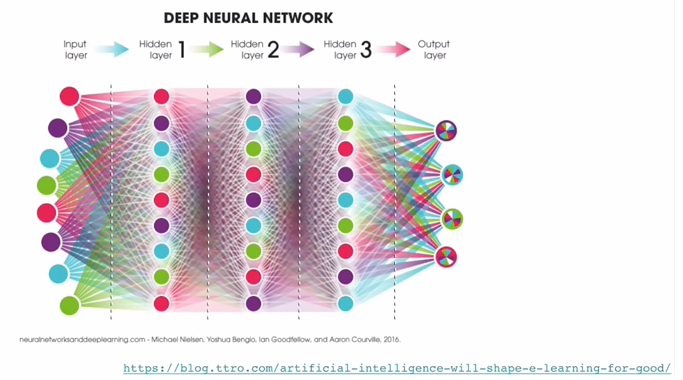 DEEP NEURAL NETWORK
Input
layer
Hidden
layer 1
Hidden
layer 2
Hidden
layer 3
Output
layer
neuralnetworksanddeeplearning.com - Michael Nielsen, Yoshua Bengio, Ian Goodfellow, and Aaron Courville, 2016.
https://blog.ttro.com/artificial-intelligence-will-shape-e-learning-for-good/